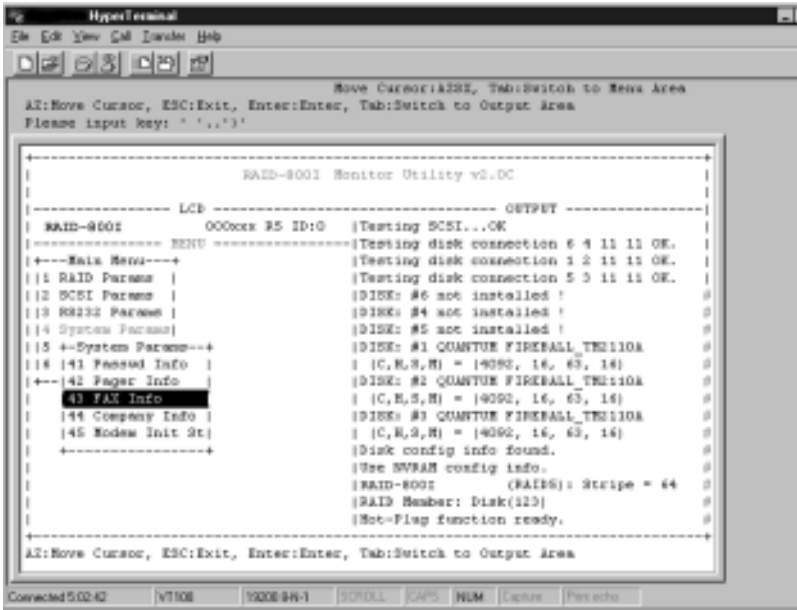 HyperTerminal
File Edit View Call Transfer Help
Move Cursor:AZSX, Tab:Switch to Menu Area
AZ:Move Cursor, ESC:Exit, Enter:Enter, Tab:Switch to Output Area
Please input key: ' '..')'
RAID-800I Monitor Utility v2.0C
LCD
OUTPUT
RAID-800I 000xxx R5 ID:0 |Testing SCSI...OK
MENU |Testing disk connection 6 4 11 11 OK.
+---Main Menu---+ |Testing disk connection 1 2 11 11 OK.
||1 RAID Params | |Testing disk connection 5 3 11 11 OK.
||2 SCSI Params | |DISK: #6 not installed !
||3 RS232 Params | |DISK: #4 not installed !
||4 System Params| |DISK: #5 not installed !
||5 +-System Params--+ |DISK: #1 QUANTUM FIREBALL_TM2110A
||6 |41 Passwd Info | | (C,H,S,M) = (4092, 16, 63, 16)
|+--|42 Pager Info | |DISK: #2 QUANTUM FIREBALL_TM2110A
43 FAX Info | (C,H,S,M) = (4092, 16, 63, 16)
|44 Company Info | |DISK: #3 QUANTUM FIREBALL_TM2110A
|45 Modem Init St| | (C,H,S,M) = (4092, 16, 63, 16)
|Disk config info found.
|Use NVRAM config info.
|RAID-800I (RAID5): Stripe = 64
|RAID Member: Disk(123)
|Hot-Plug function ready.
AZ:Move Cursor, ESC:Exit, Enter:Enter, Tab:Switch to Output Area
Connected 5:02:42 VT100 19200 8-N-1 SCROLL CAPS NUM Capture Print echo